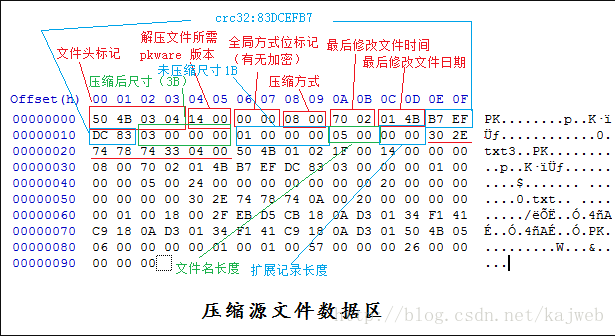 crc32:83DCEFB7
文件头标记
解压文件所需
pkware 版本
全局方式位标记
(有无加密)
最后修改文件时间
最后修改文件日期
未压缩尺寸1B
压缩后尺寸(3B)
压缩方式
Offset(h) 00 01 02 03 04 05 06 07 08 09 0A 0B 0C 0D 0E 0F
00000000 50 4B 03 04 14 00 00 00 08 00 70 02 01 4B B7 EF PK........p..K·ï
00000010 DC 83 03 00 00 00 01 00 00 00 05 00 00 00 30 2E Üƒ............0.
00000020 74 78 74 33 04 00 50 4B 01 02 1F 00 14 00 00 00 txt3..PK........
00000030 08 00 70 02 01 4B B7 EF DC 83 03 00 00 00 01 00 ..p..K·ïÜƒ......
00000040 00 00 05 00 24 00 00 00 00 00 00 00 20 00 00 00 ....$....... ...
00000050 00 00 00 00 30 2E 74 78 74 0A 00 20 00 00 00 00 ....0.txt.. ....
00000060 00 01 00 18 00 2F EB D5 CB 18 0A D3 01 34 F1 41 ...../ëÕË..Ó.4ñA
00000070 C9 18 0A D3 01 34 F1 41 C9 18 0A D3 01 50 4B 05 É..Ó.4ñAÉ..Ó.PK.
00000080 06 00 00 00 00 01 00 01 00 57 00 00 00 26 00 00 .........W...&..
00000090 00 00 00 ...
文件名长度
扩展记录长度
压缩源文件数据区
http://blog.csdn.net/kajweb